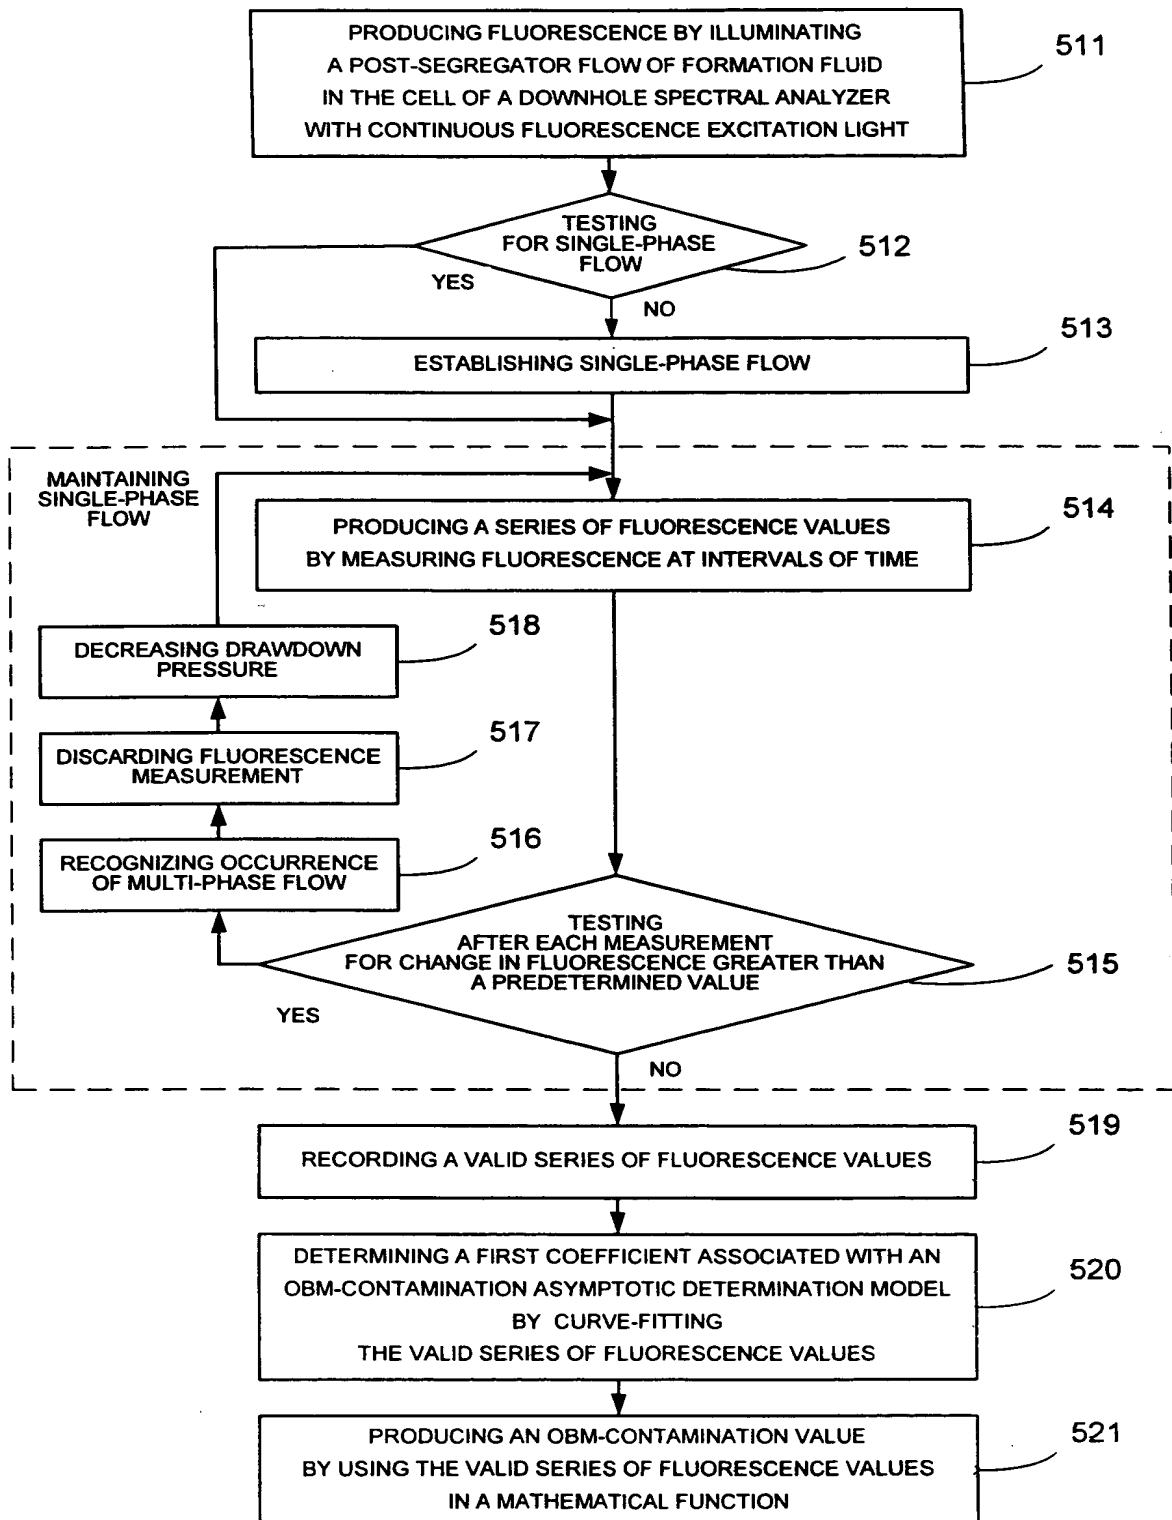 PRODUCING FLUORESCENCE BY ILLUMINATING
A POST-SEGREGATOR FLOW OF FORMATION FLUID
IN THE CELL OF A DOWNHOLE SPECTRAL ANALYZER
WITH CONTINUOUS FLUORESCENCE EXCITATION LIGHT
511
TESTING
FOR SINGLE-PHASE
FLOW
512
YES
NO
ESTABLISHING SINGLE-PHASE FLOW
513
MAINTAINING
SINGLE-PHASE
FLOW
PRODUCING A SERIES OF FLUORESCENCE VALUES
BY MEASURING FLUORESCENCE AT INTERVALS OF TIME
514
DECREASING DRAWDOWN
PRESSURE
518
DISCARDING FLUORESCENCE
MEASUREMENT
517
RECOGNIZING OCCURRENCE
OF MULTI-PHASE FLOW
516
TESTING
AFTER EACH MEASUREMENT
FOR CHANGE IN FLUORESCENCE GREATER THAN
A PREDETERMINED VALUE
515
YES
NO
RECORDING A VALID SERIES OF FLUORESCENCE VALUES
519
DETERMINING A FIRST COEFFICIENT ASSOCIATED WITH AN
OBM-CONTAMINATION ASYMPTOTIC DETERMINATION MODEL
BY CURVE-FITTING
THE VALID SERIES OF FLUORESCENCE VALUES
520
PRODUCING AN OBM-CONTAMINATION VALUE
BY USING THE VALID SERIES OF FLUORESCENCE VALUES
IN A MATHEMATICAL FUNCTION
521